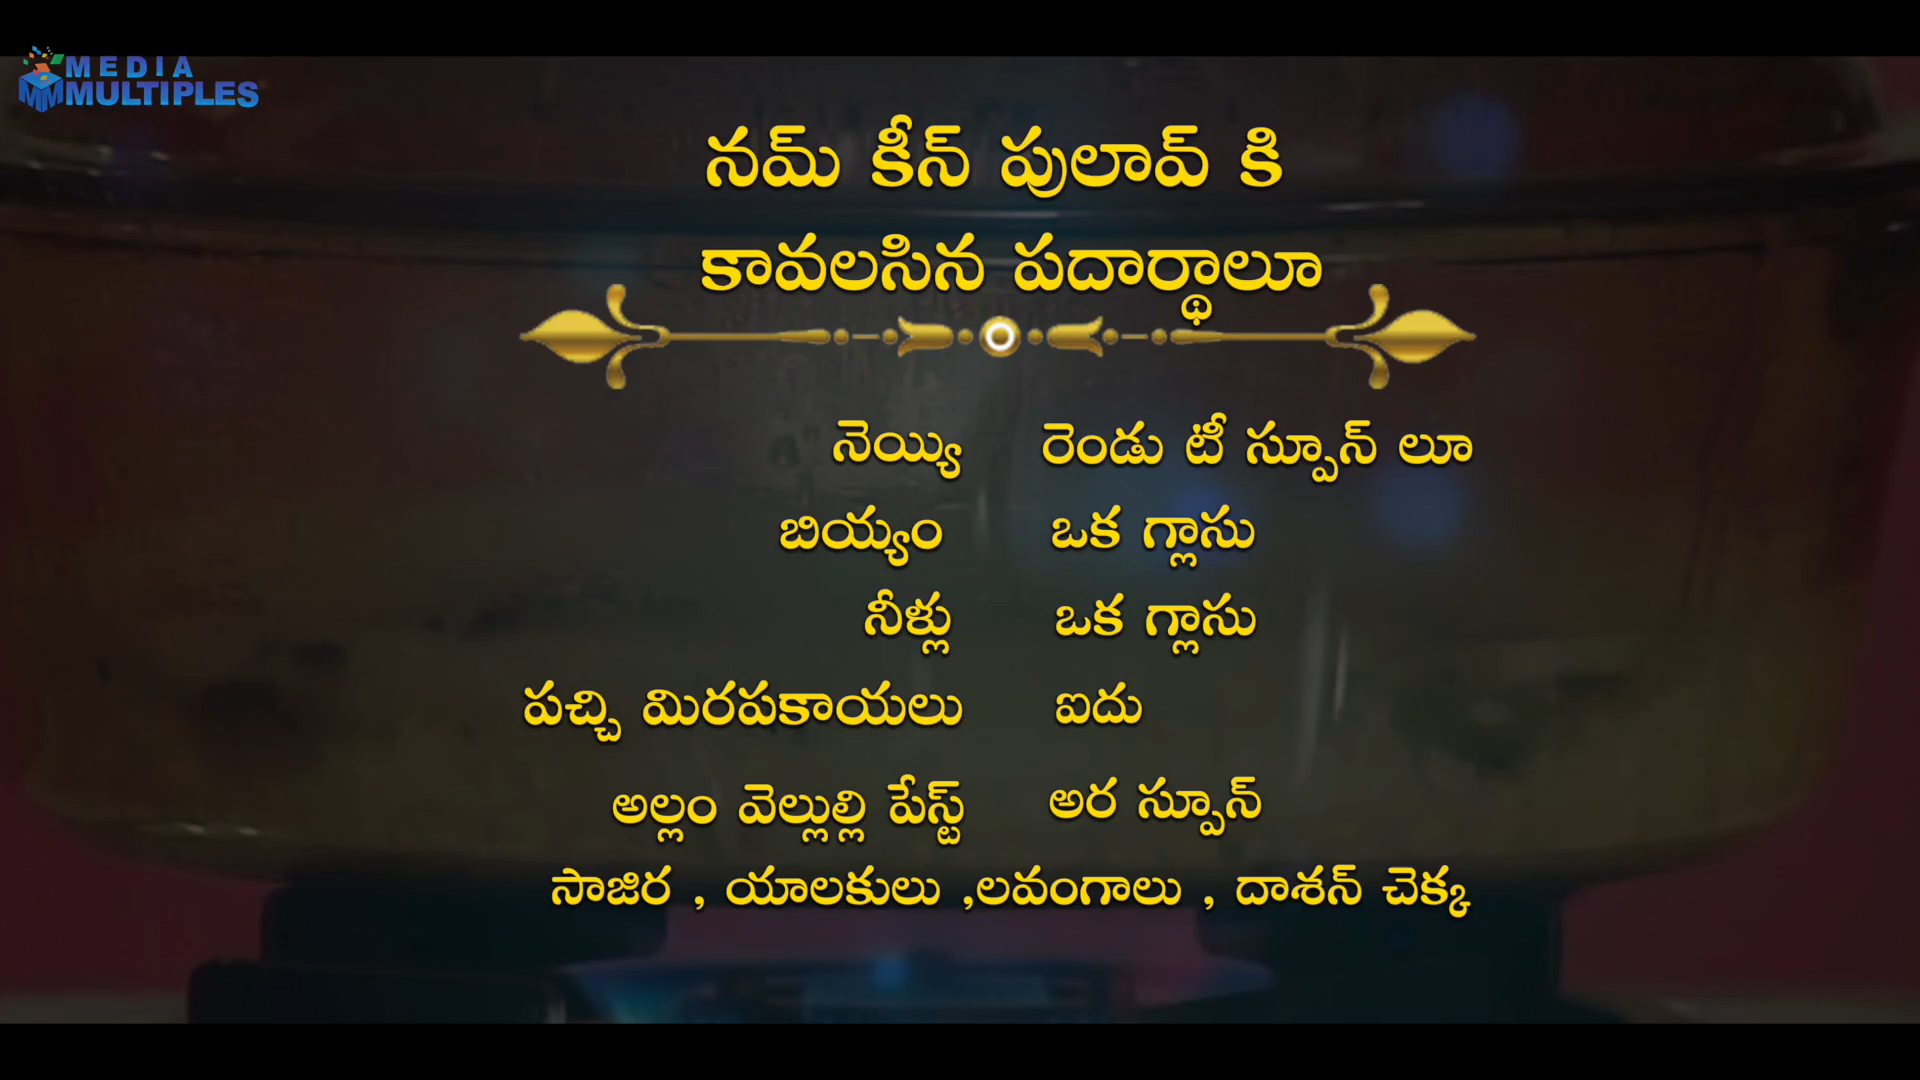 MEDIA
MULTIPLES
నమ్ కీన్ పులావ్ కి
కావలసిన పదార్థాలూ
నెయ్యి రెండు టీ స్పూన్ లూ
బియ్యం ఒక గ్లాసు
నీళ్లు ఒక గ్లాసు
పచ్చి మిరపకాయలు ఐదు
అల్లం వెల్లుల్లి పేస్ట్ అర స్పూన్
సాజిర , యాలకులు ,లవంగాలు , దాశన్ చెక్క